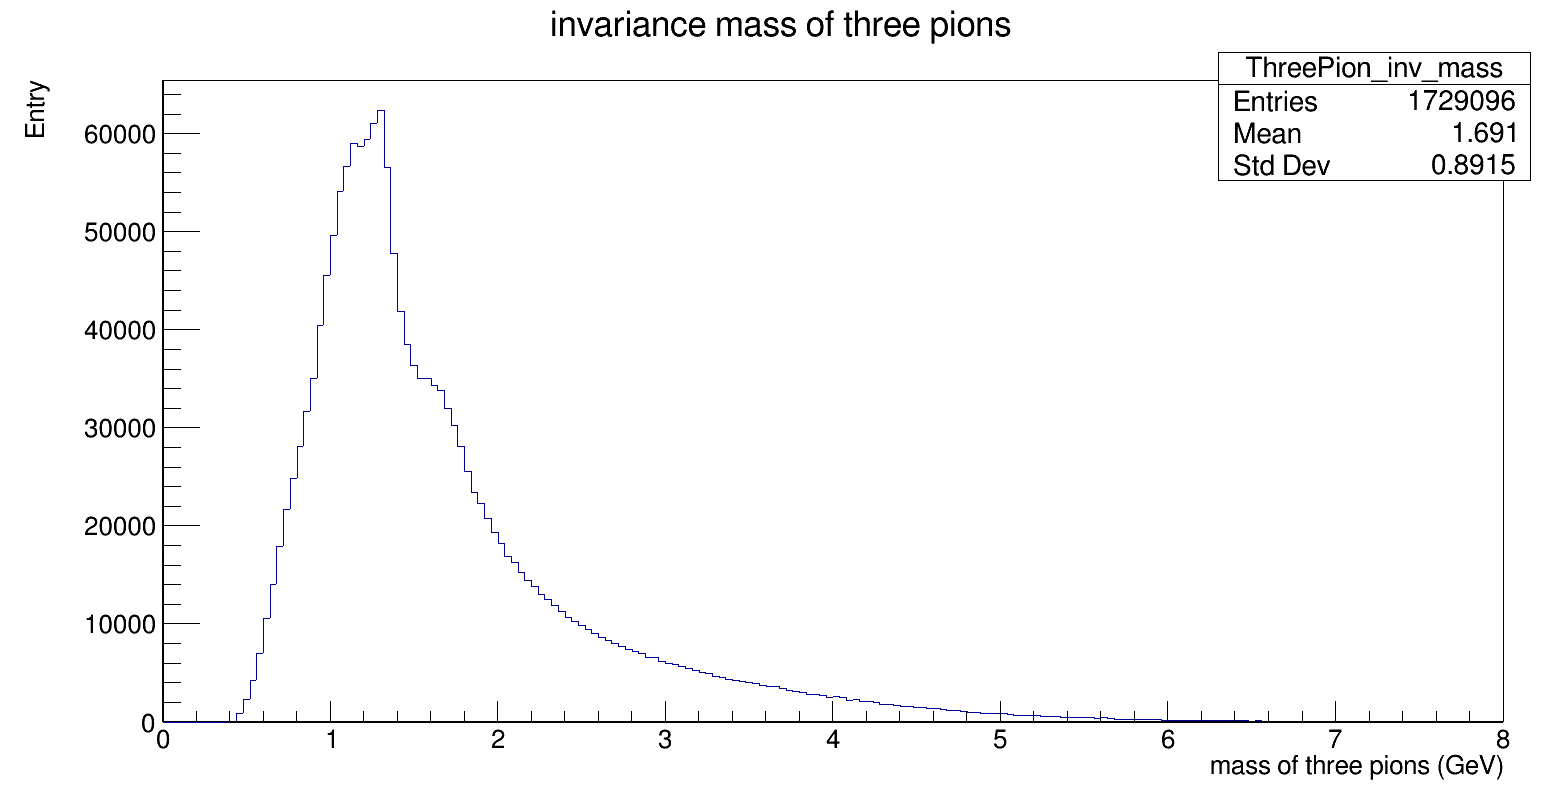 invariance mass of three pions
ThreePion_inv_mass
Entries 1729096
Mean 1.691
Std Dev 0.8915
Entry
60000
50000
40000
30000
20000
10000
0
0 1 2 3 4 5 6 7 8
mass of three pions (GeV)